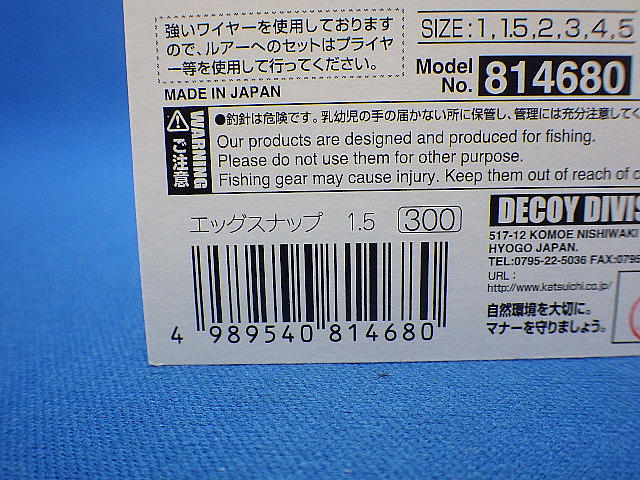 強いワイヤーを使用しております
ので、ルアーへのセットはプライヤ
ー等を使用して行ってください。
SIZE:1,1.5,2,3,4,5
MADE IN JAPAN
Model No. 814680
WARNING
ご注意
●釣針は危険です。乳幼児の手の届かない所に保管し、管理には充分注意してく
Our products are designed and produced for fishing.
Please do not use them for other purpose.
Fishing gear may cause injury. Keep them out of reach of c
エッグスナップ 1.5 300
4 989540 814680
DECOY DIVIS
517-12 KOMOE NISHIWAKI
HYOGO JAPAN.
TEL:0795-22-5036 FAX:0795
URL:
http://www.katsuichi.co.jp/
自然環境を大切に。
マナーを守りましょう。